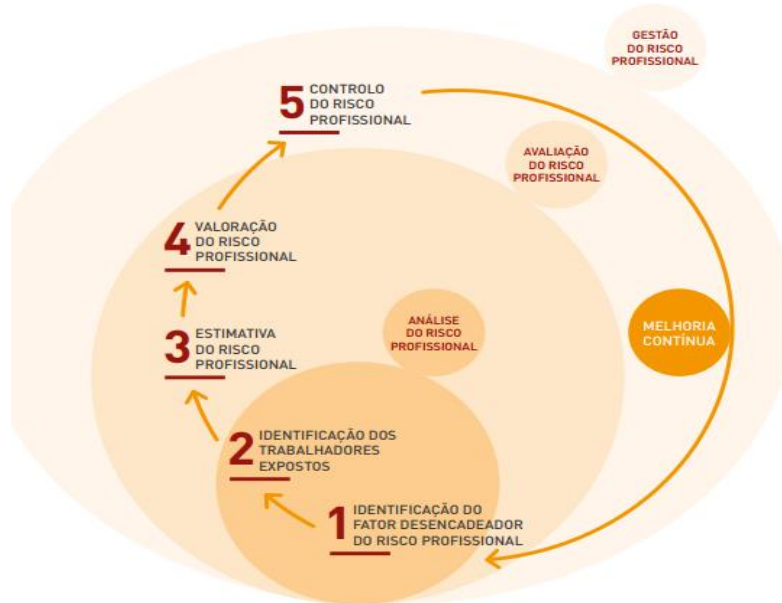 GESTÃO
DO RISCO
PROFISSIONAL
5 CONTROLO
DO RISCO
PROFISSIONAL
AVALIAÇÃO
DO RISCO
PROFISSIONAL
4 VALORAÇÃO
DO RISCO
PROFISSIONAL
3 ESTIMATIVA
DO RISCO
PROFISSIONAL
ANÁLISE
DO RISCO
PROFISSIONAL
MELHORIA
CONTÍNUA
2 IDENTIFICAÇÃO DOS
TRABALHADORES
EXPOSTOS
1 IDENTIFICAÇÃO DO
FATOR DESENCADEADOR
DO RISCO PROFISSIONAL